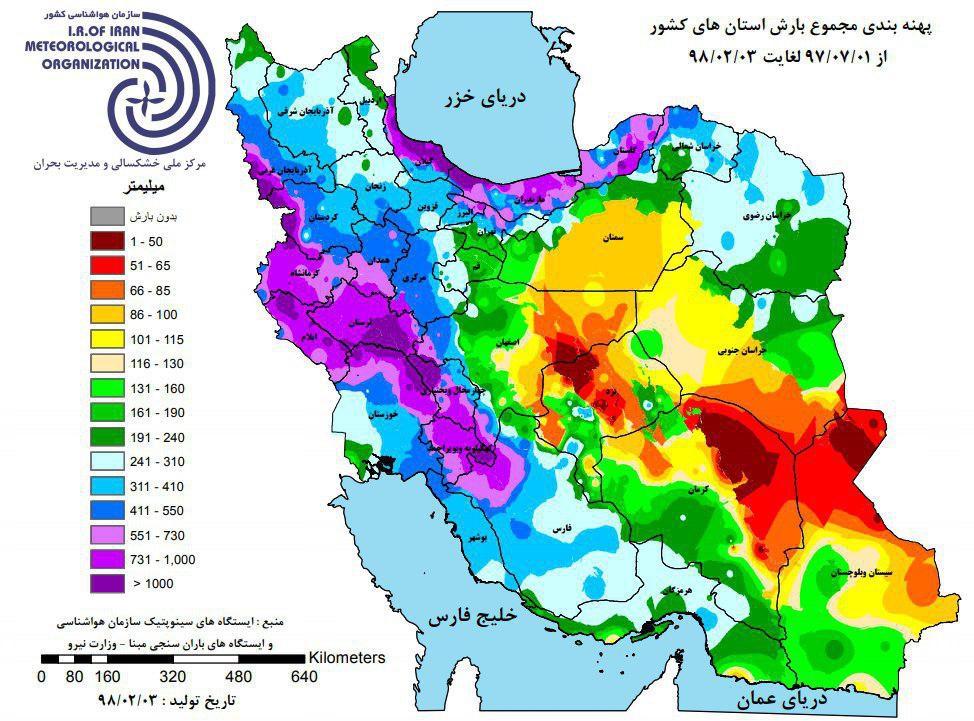 سازمان هواشناسی کشور
I.R.OF IRAN
METEOROLOGICAL
ORGANIZATION
مرکز ملی خشکسالی و مدیریت بحران
پهنه بندی مجموع بارش استان های کشور
از ۹۷/۰۷/۰۱ لغایت ۹۸/۰۲/۰۳
میلیمتر
بدون بارش
1 - 50
51 - 65
66 - 85
86 - 100
101 - 115
116 - 130
131 - 160
161 - 190
191 - 240
241 - 310
311 - 410
411 - 550
551 - 730
731 - 1,000
> 1000
دریای خزر
اردبیل
آذربایجان شرقی
آذربایجان غربی
گیلان
زنجان
کردستان
قزوین
البرز
تهران
مازندران
گلستان
خراسان شمالی
خراسان رضوی
سمنان
همدان
مرکزی
قم
کرمانشاه
لرستان
ایلام
اصفهان
خراسان جنوبی
یزد
چهارمحال وبختیاری
خوزستان
کهگیلویه وبویراحمد
کرمان
فارس
بوشهر
هرمزگان
سیستان وبلوچستان
خلیج فارس
دریای عمان
منبع : ایستگاه های سینوپتیک سازمان هواشناسی
و ایستگاه های باران سنجی مبنا - وزارت نیرو
Kilometers
0 80 160 320 480 640
تاریخ تولید : ۹۸/۰۲/۰۳